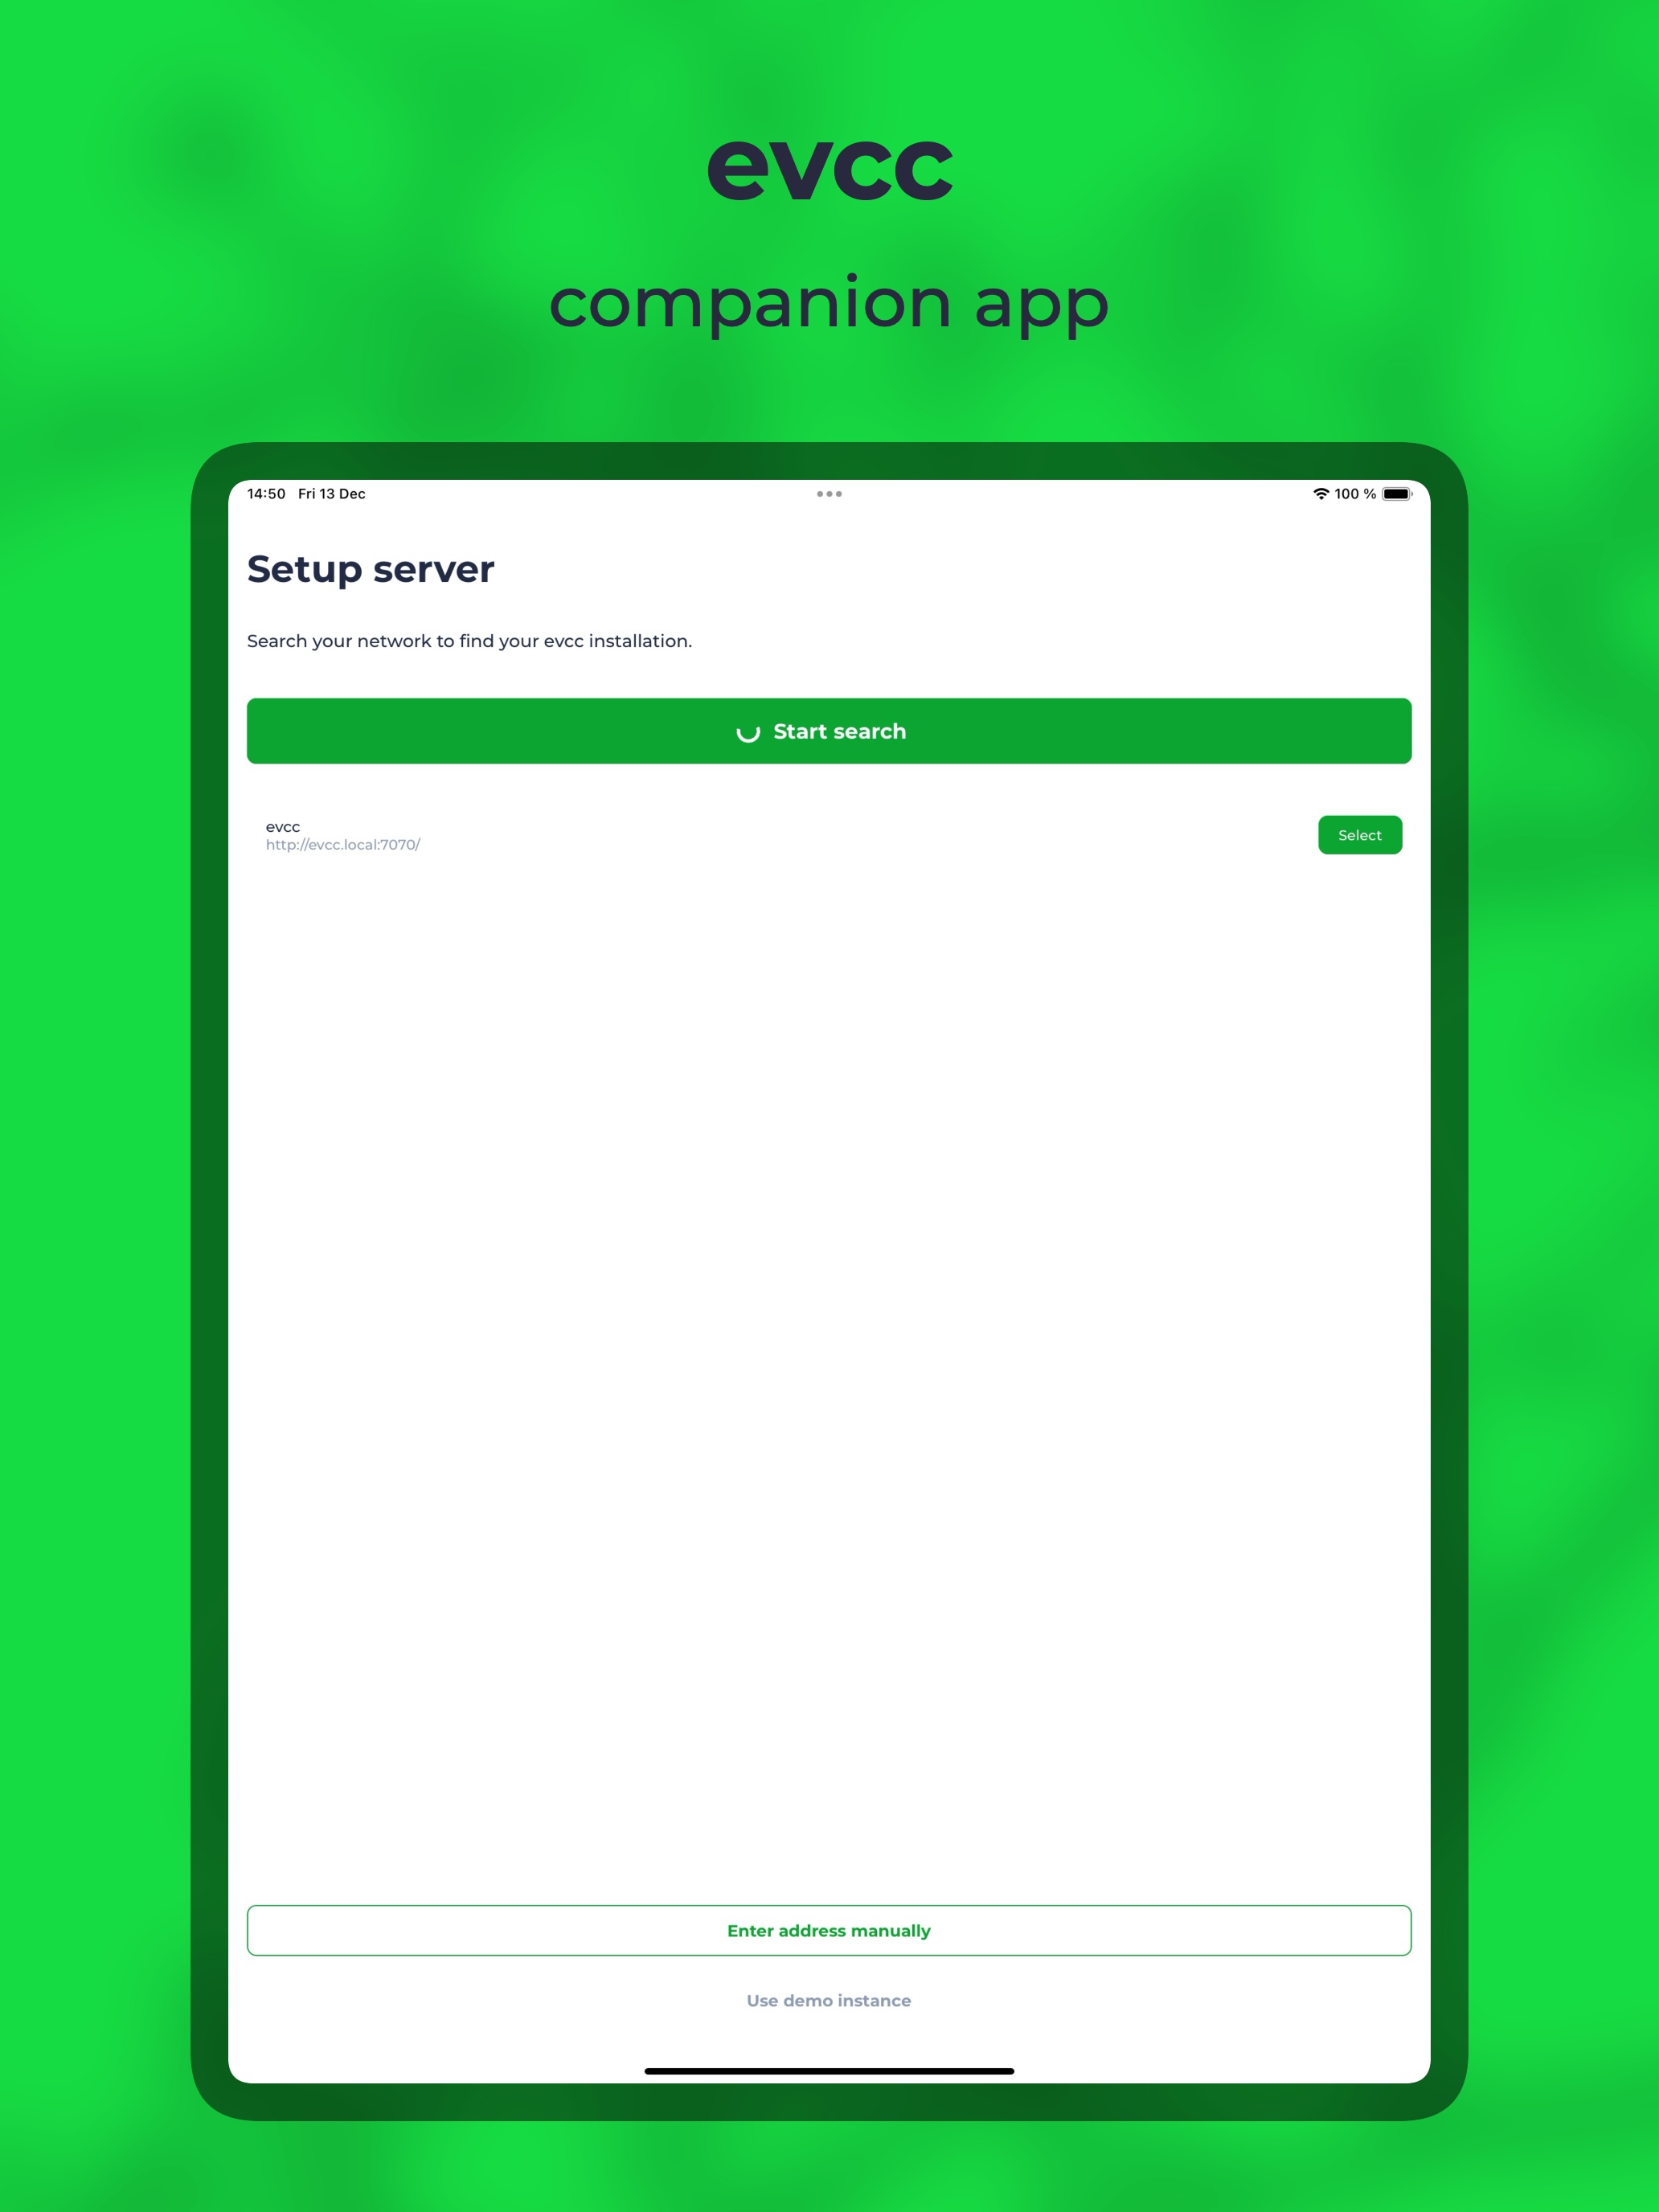 evcc
companion app
14:50 Fri 13 Dec
100 %
Setup server
Search your network to find your evcc installation.
Start search
evcc
http://evcc.local:7070/
Select
Enter address manually
Use demo instance